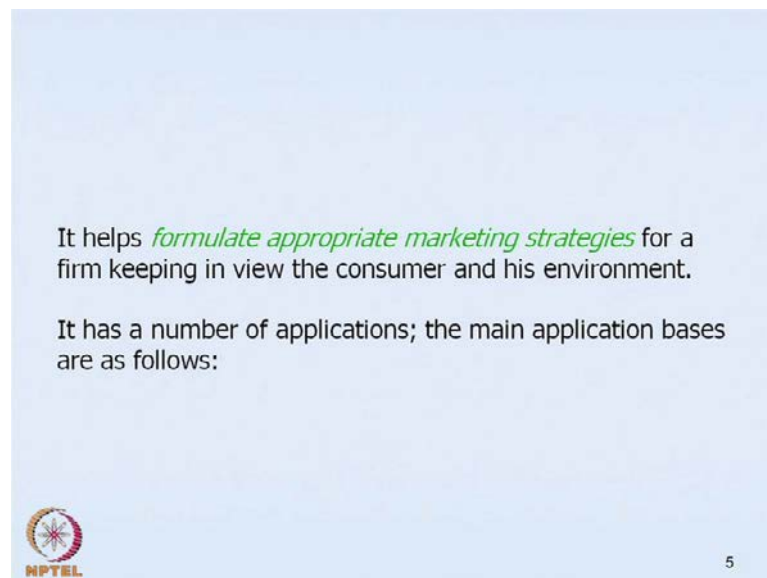 It helps formulate appropriate marketing strategies for a
firm keeping in view the consumer and his environment.
It has a number of applications; the main application bases
are as follows:
NPTEL
5